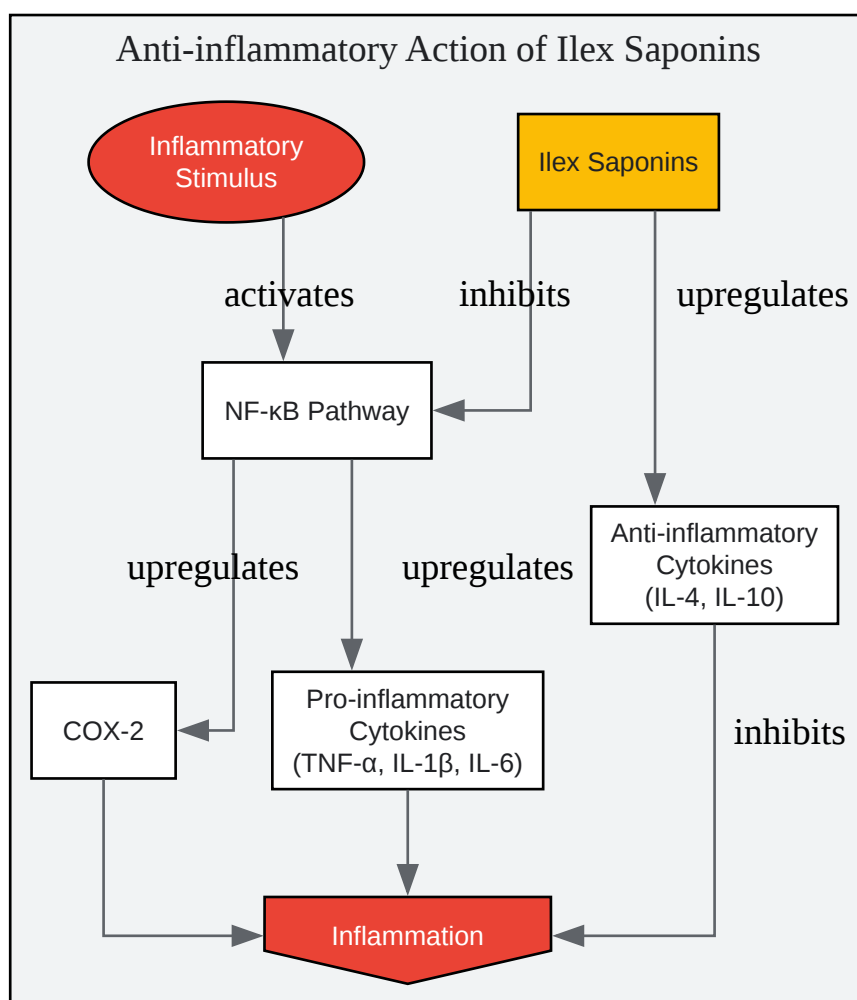 Anti-inflammatory Action of Ilex Saponins
Inflammatory
Stimulus
Ilex Saponins
activates
inhibits
upregulates
NF-κB Pathway
Anti-inflammatory
Cytokines
(IL-4, IL-10)
upregulates
upregulates
COX-2
Pro-inflammatory
Cytokines
(TNF-α, IL-1β, IL-6)
inhibits
Inflammation